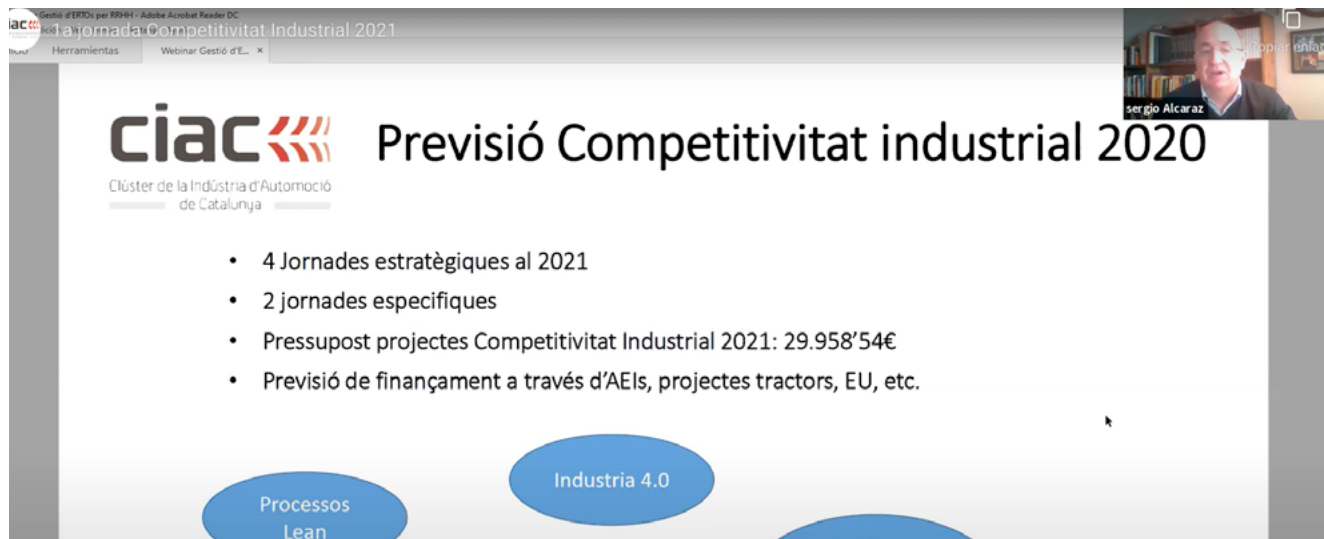 Gestió d'ERTOs per RRHH - Adobe Acrobat Reader DC
1a jornada Competitivitat Industrial 2021
Herramientas
Webinar Gestió d'E... ×
Copiar enlac
sergio Alcaraz
ciac
Clúster de la Indústria d'Automoció
de Catalunya
Previsió Competitivitat industrial 2020
• 4 Jornades estratègiques al 2021
• 2 jornades especifiques
• Pressupost projectes Competitivitat Industrial 2021: 29.958'54€
• Previsió de finançament a través d'AEIs, projectes tractors, EU, etc.
Industria 4.0
Processos
Lean